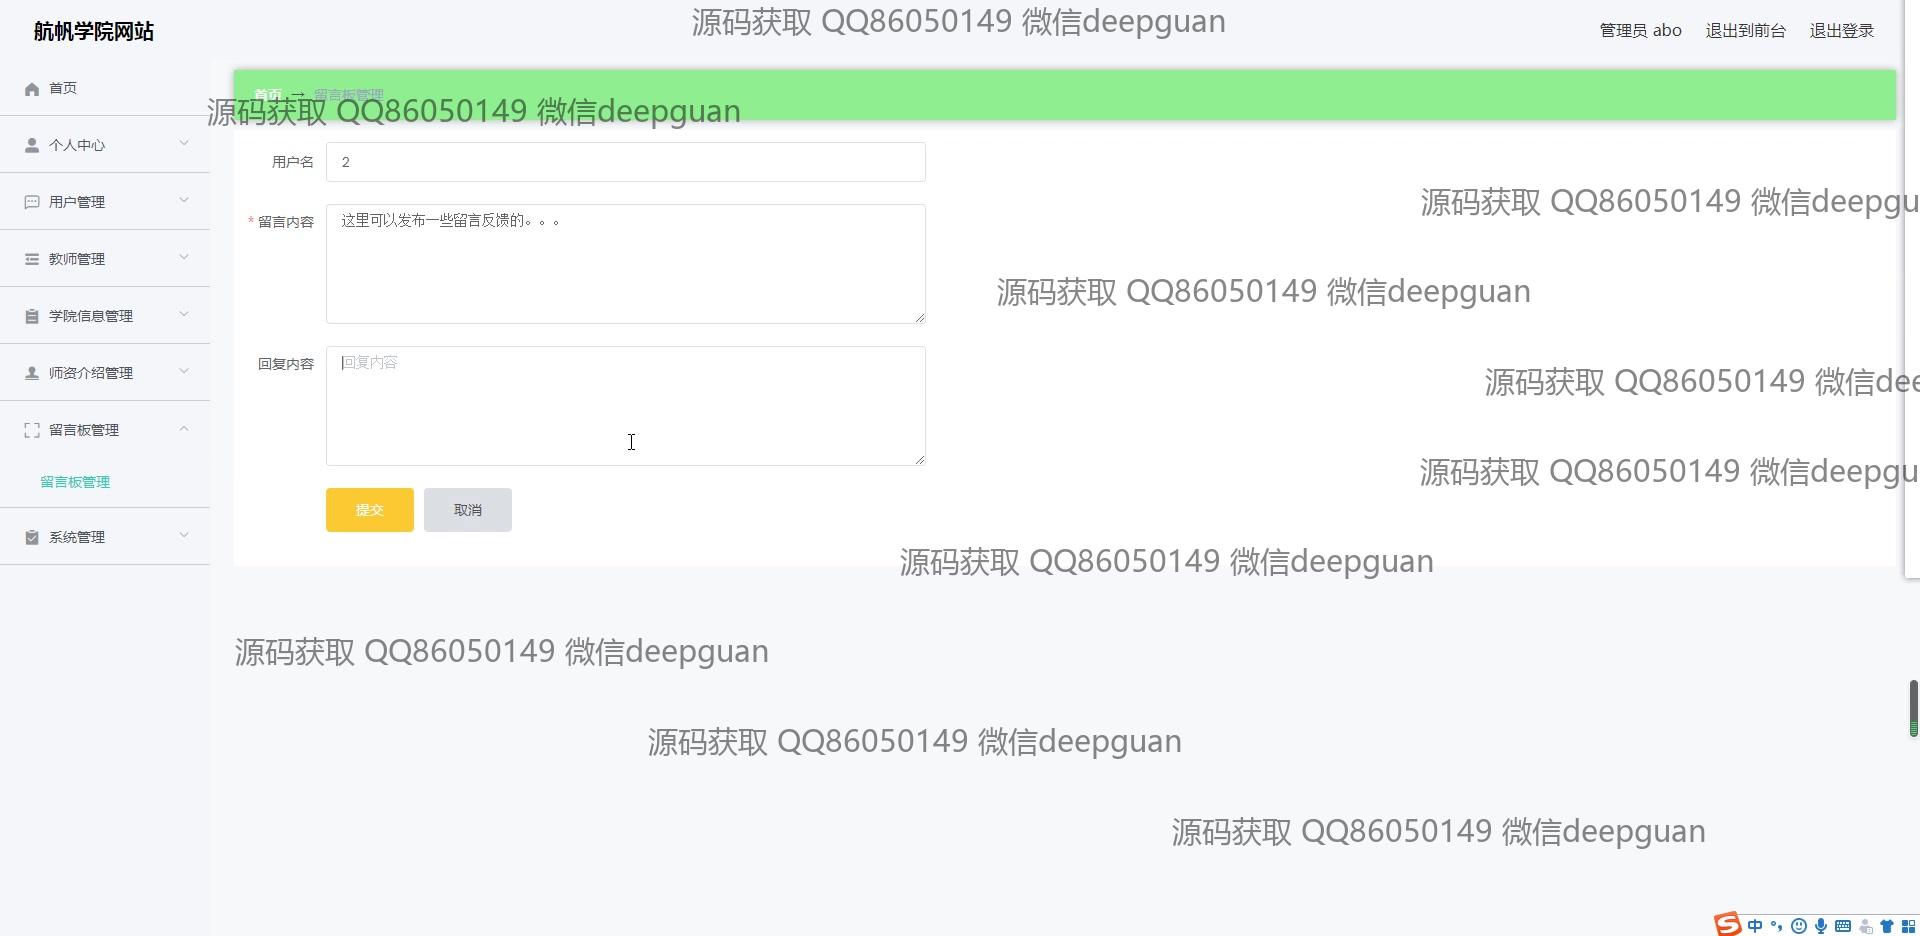 航帆学院网站
源码获取 QQ86050149 微信deepguan
管理员 abo 退出到前台 退出登录
首页
首页 → 留言板管理
源码获取 QQ86050149 微信deepguan
个人中心
用户名 2
用户管理
源码获取 QQ86050149 微信deepgu
* 留言内容 这里可以发布一些留言反馈的。。。
教师管理
源码获取 QQ86050149 微信deepguan
学院信息管理
回复内容 回复内容
师资介绍管理
源码获取 QQ86050149 微信dee
留言板管理
源码获取 QQ86050149 微信deepgu
留言板管理
提交 取消
系统管理
源码获取 QQ86050149 微信deepguan
源码获取 QQ86050149 微信deepguan
源码获取 QQ86050149 微信deepguan
源码获取 QQ86050149 微信deepguan
S 中